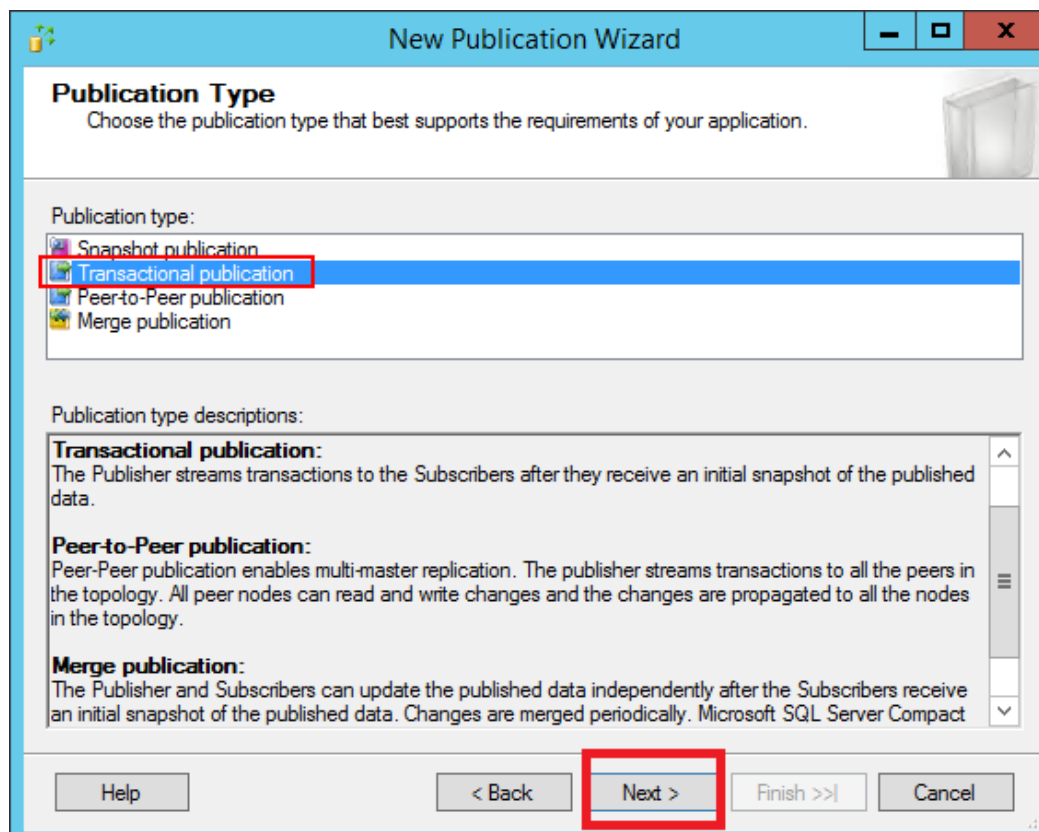 New Publication Wizard
Publication Type
Choose the publication type that best supports the requirements of your application.
Publication type:
Snapshot publication
Transactional publication
Peer-to-Peer publication
Merge publication
Publication type descriptions:
Transactional publication:
The Publisher streams transactions to the Subscribers after they receive an initial snapshot of the published
data.
Peer-to-Peer publication:
Peer-Peer publication enables multi-master replication. The publisher streams transactions to all the peers in
the topology. All peer nodes can read and write changes and the changes are propagated to all the nodes
in the topology.
Merge publication:
The Publisher and Subscribers can update the published data independently after the Subscribers receive
an initial snapshot of the published data. Changes are merged periodically. Microsoft SQL Server Compact
Help < Back Next > Finish >>| Cancel